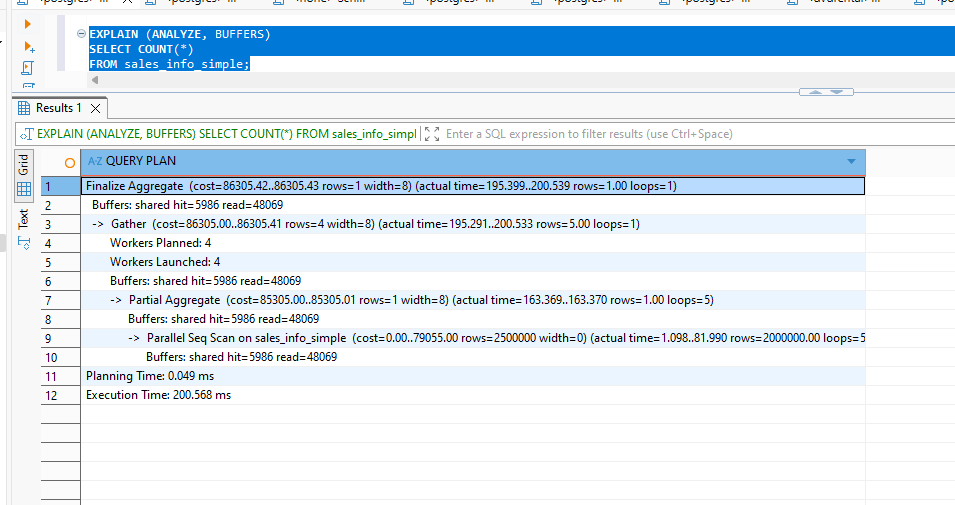 EXPLAIN (ANALYZE, BUFFERS)
SELECT COUNT(*)
FROM sales_info_simple;
Results 1
EXPLAIN (ANALYZE, BUFFERS) SELECT COUNT(*) FROM sales_info_simpl
Enter a SQL expression to filter results (use Ctrl+Space)
Grid
Text
A-Z QUERY PLAN
1 Finalize Aggregate (cost=86305.42..86305.43 rows=1 width=8) (actual time=195.399..200.539 rows=1.00 loops=1)
2 Buffers: shared hit=5986 read=48069
3 -> Gather (cost=86305.00..86305.41 rows=4 width=8) (actual time=195.291..200.533 rows=5.00 loops=1)
4 Workers Planned: 4
5 Workers Launched: 4
6 Buffers: shared hit=5986 read=48069
7 -> Partial Aggregate (cost=85305.00..85305.01 rows=1 width=8) (actual time=163.369..163.370 rows=1.00 loops=5)
8 Buffers: shared hit=5986 read=48069
9 -> Parallel Seq Scan on sales_info_simple (cost=0.00..79055.00 rows=2500000 width=0) (actual time=1.098..81.990 rows=2000000.00 loops=5
10 Buffers: shared hit=5986 read=48069
11 Planning Time: 0.049 ms
12 Execution Time: 200.568 ms